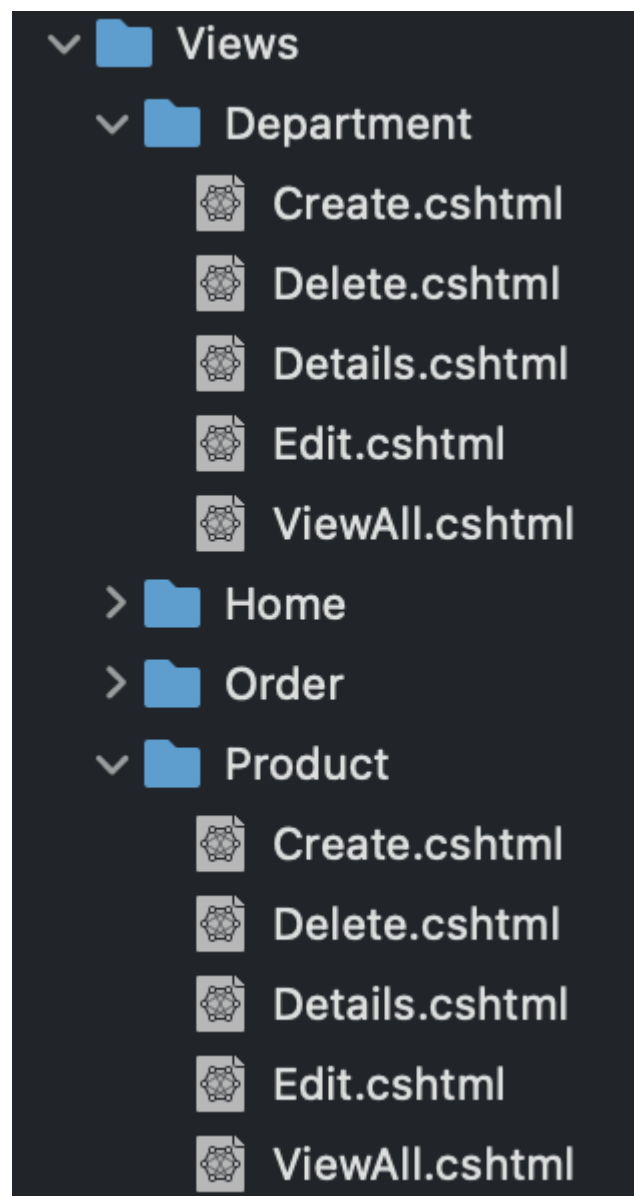 Views
Department
Create.cshtml
Delete.cshtml
Details.cshtml
Edit.cshtml
ViewAll.cshtml
Home
Order
Product
Create.cshtml
Delete.cshtml
Details.cshtml
Edit.cshtml
ViewAll.cshtml